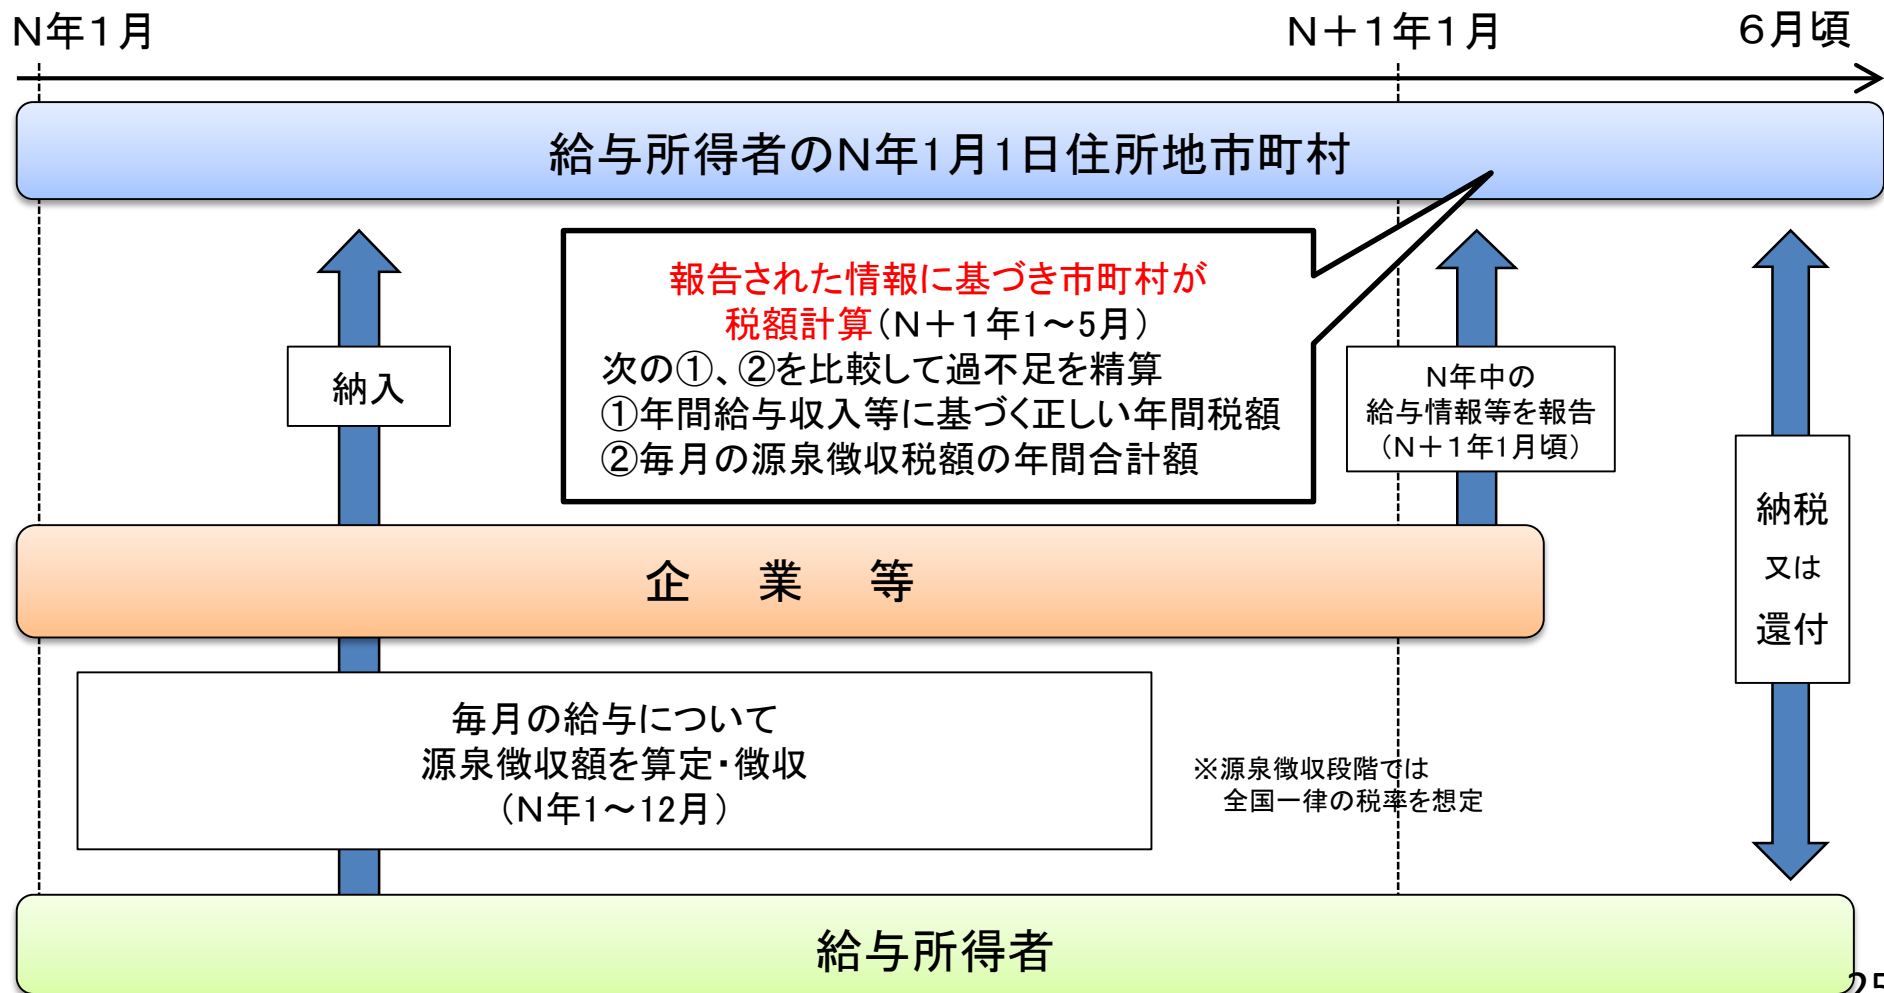 N年1月
N+1年1月
6月頃
給与所得者のN年1月1日住所地市町村
報告された情報に基づき市町村が
税額計算(N+1年1~5月)
次の①、②を比較して過不足を精算
①年間給与収入等に基づく正しい年間税額
②毎月の源泉徴収税額の年間合計額
納入
N年中の
給与情報等を報告
(N+1年1月頃)
納税
又は
還付
企 業 等
毎月の給与について
源泉徴収額を算定・徴収
(N年1~12月)
※源泉徴収段階では
全国一律の税率を想定
給与所得者